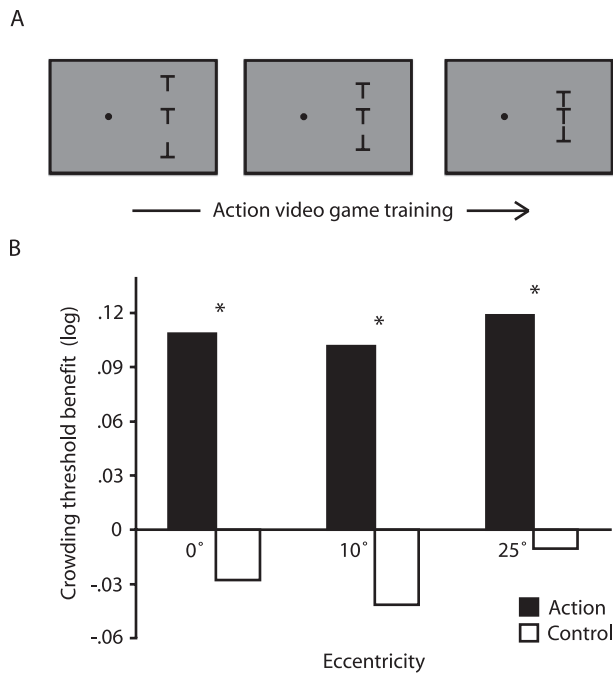 A
T
T
T
T
T
T
T
T
T
Action video game training
B
Crowding threshold benefit (log)
.12
.09
.06
.03
0
-.03
-.06
*
*
*
0°
10°
25°
Action
Control
Eccentricity